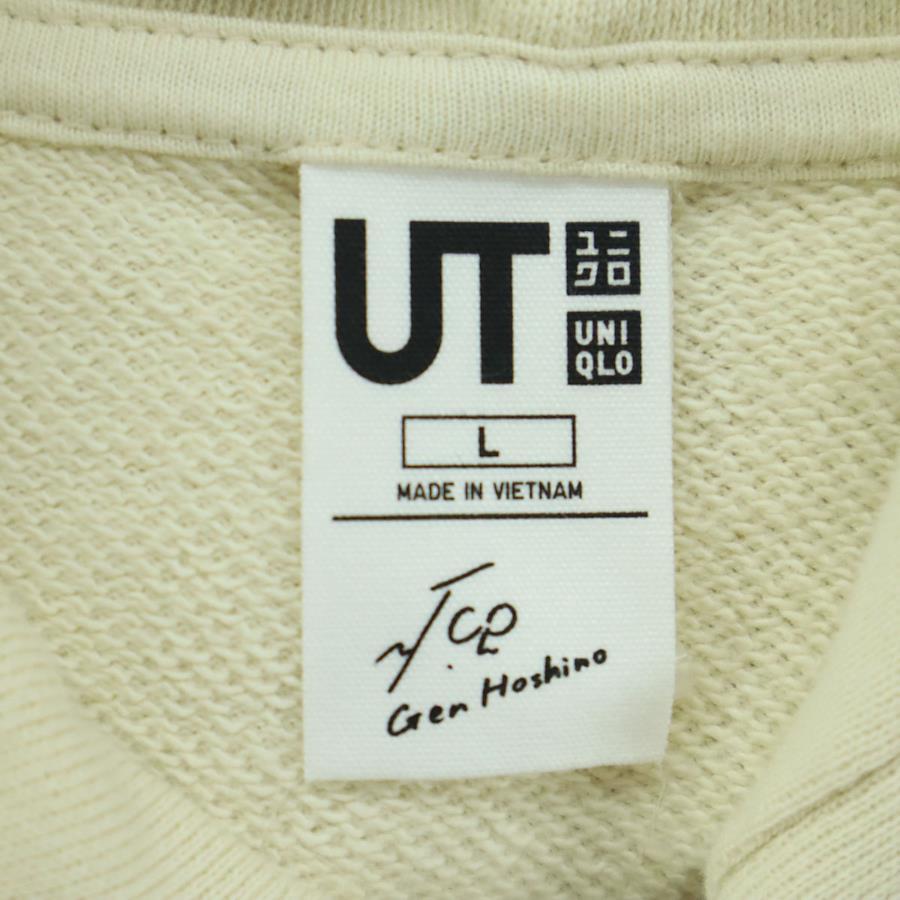 UT
ユニ
クロ
UNI
QLO
L
MADE IN VIETNAM
Gen Hoshino